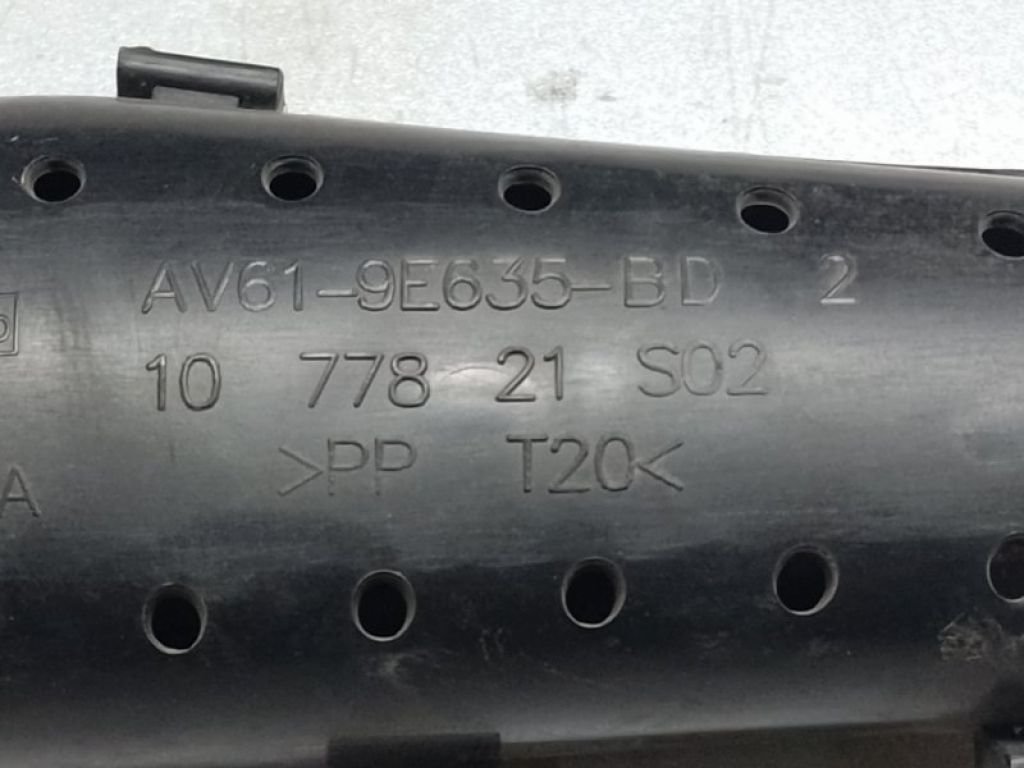 AV61-9E635-BD 2
10 778 21 S02
>PP T20<
A